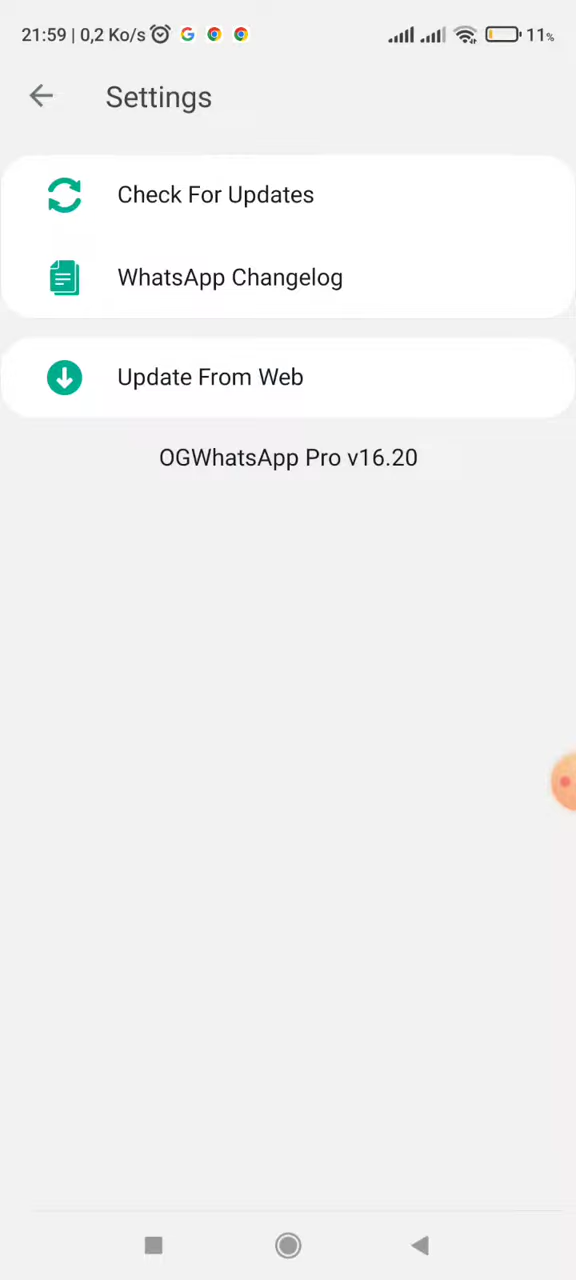 21:59 | 0,2 Ko/s 11%
Settings
Check For Updates
WhatsApp Changelog
Update From Web
OGWhatsApp Pro v16.20